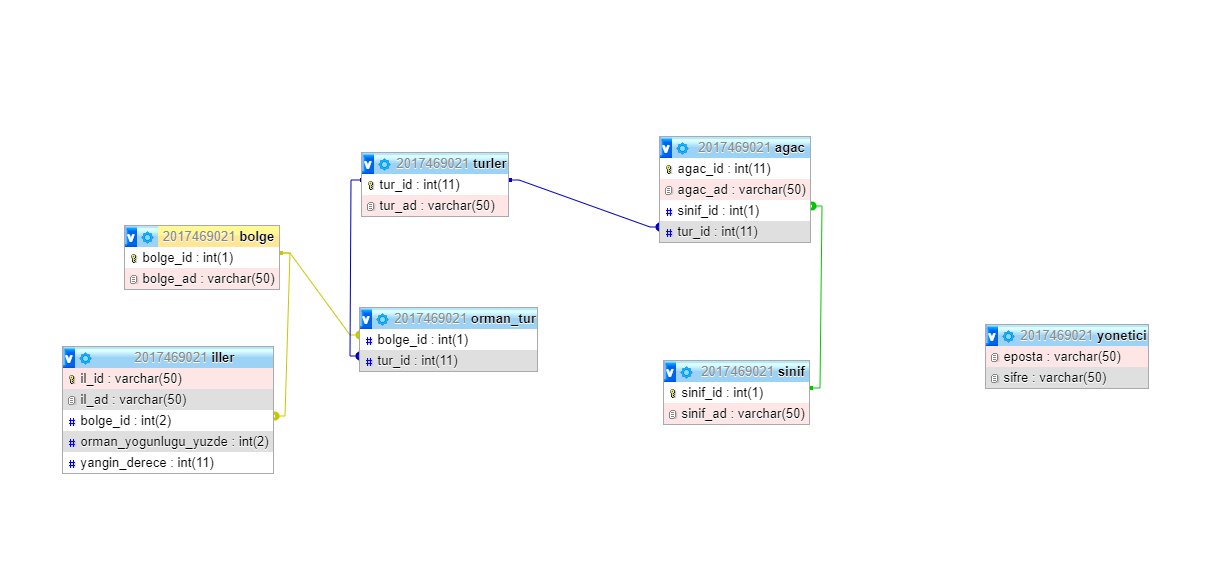 2017469021 turler
tur_id : int(11)
tur_ad : varchar(50)
2017469021 agac
agac_id : int(11)
agac_ad : varchar(50)
sinif_id : int(1)
tur_id : int(11)
2017469021 bolge
bolge_id : int(1)
bolge_ad : varchar(50)
2017469021 orman_tur
bolge_id : int(1)
tur_id : int(11)
2017469021 iller
il_id : varchar(50)
il_ad : varchar(50)
bolge_id : int(2)
orman_yogunlugu_yuzde : int(2)
yangin_derece : int(11)
2017469021 sinif
sinif_id : int(1)
sinif_ad : varchar(50)
2017469021 yonetici
eposta : varchar(50)
sifre : varchar(50)